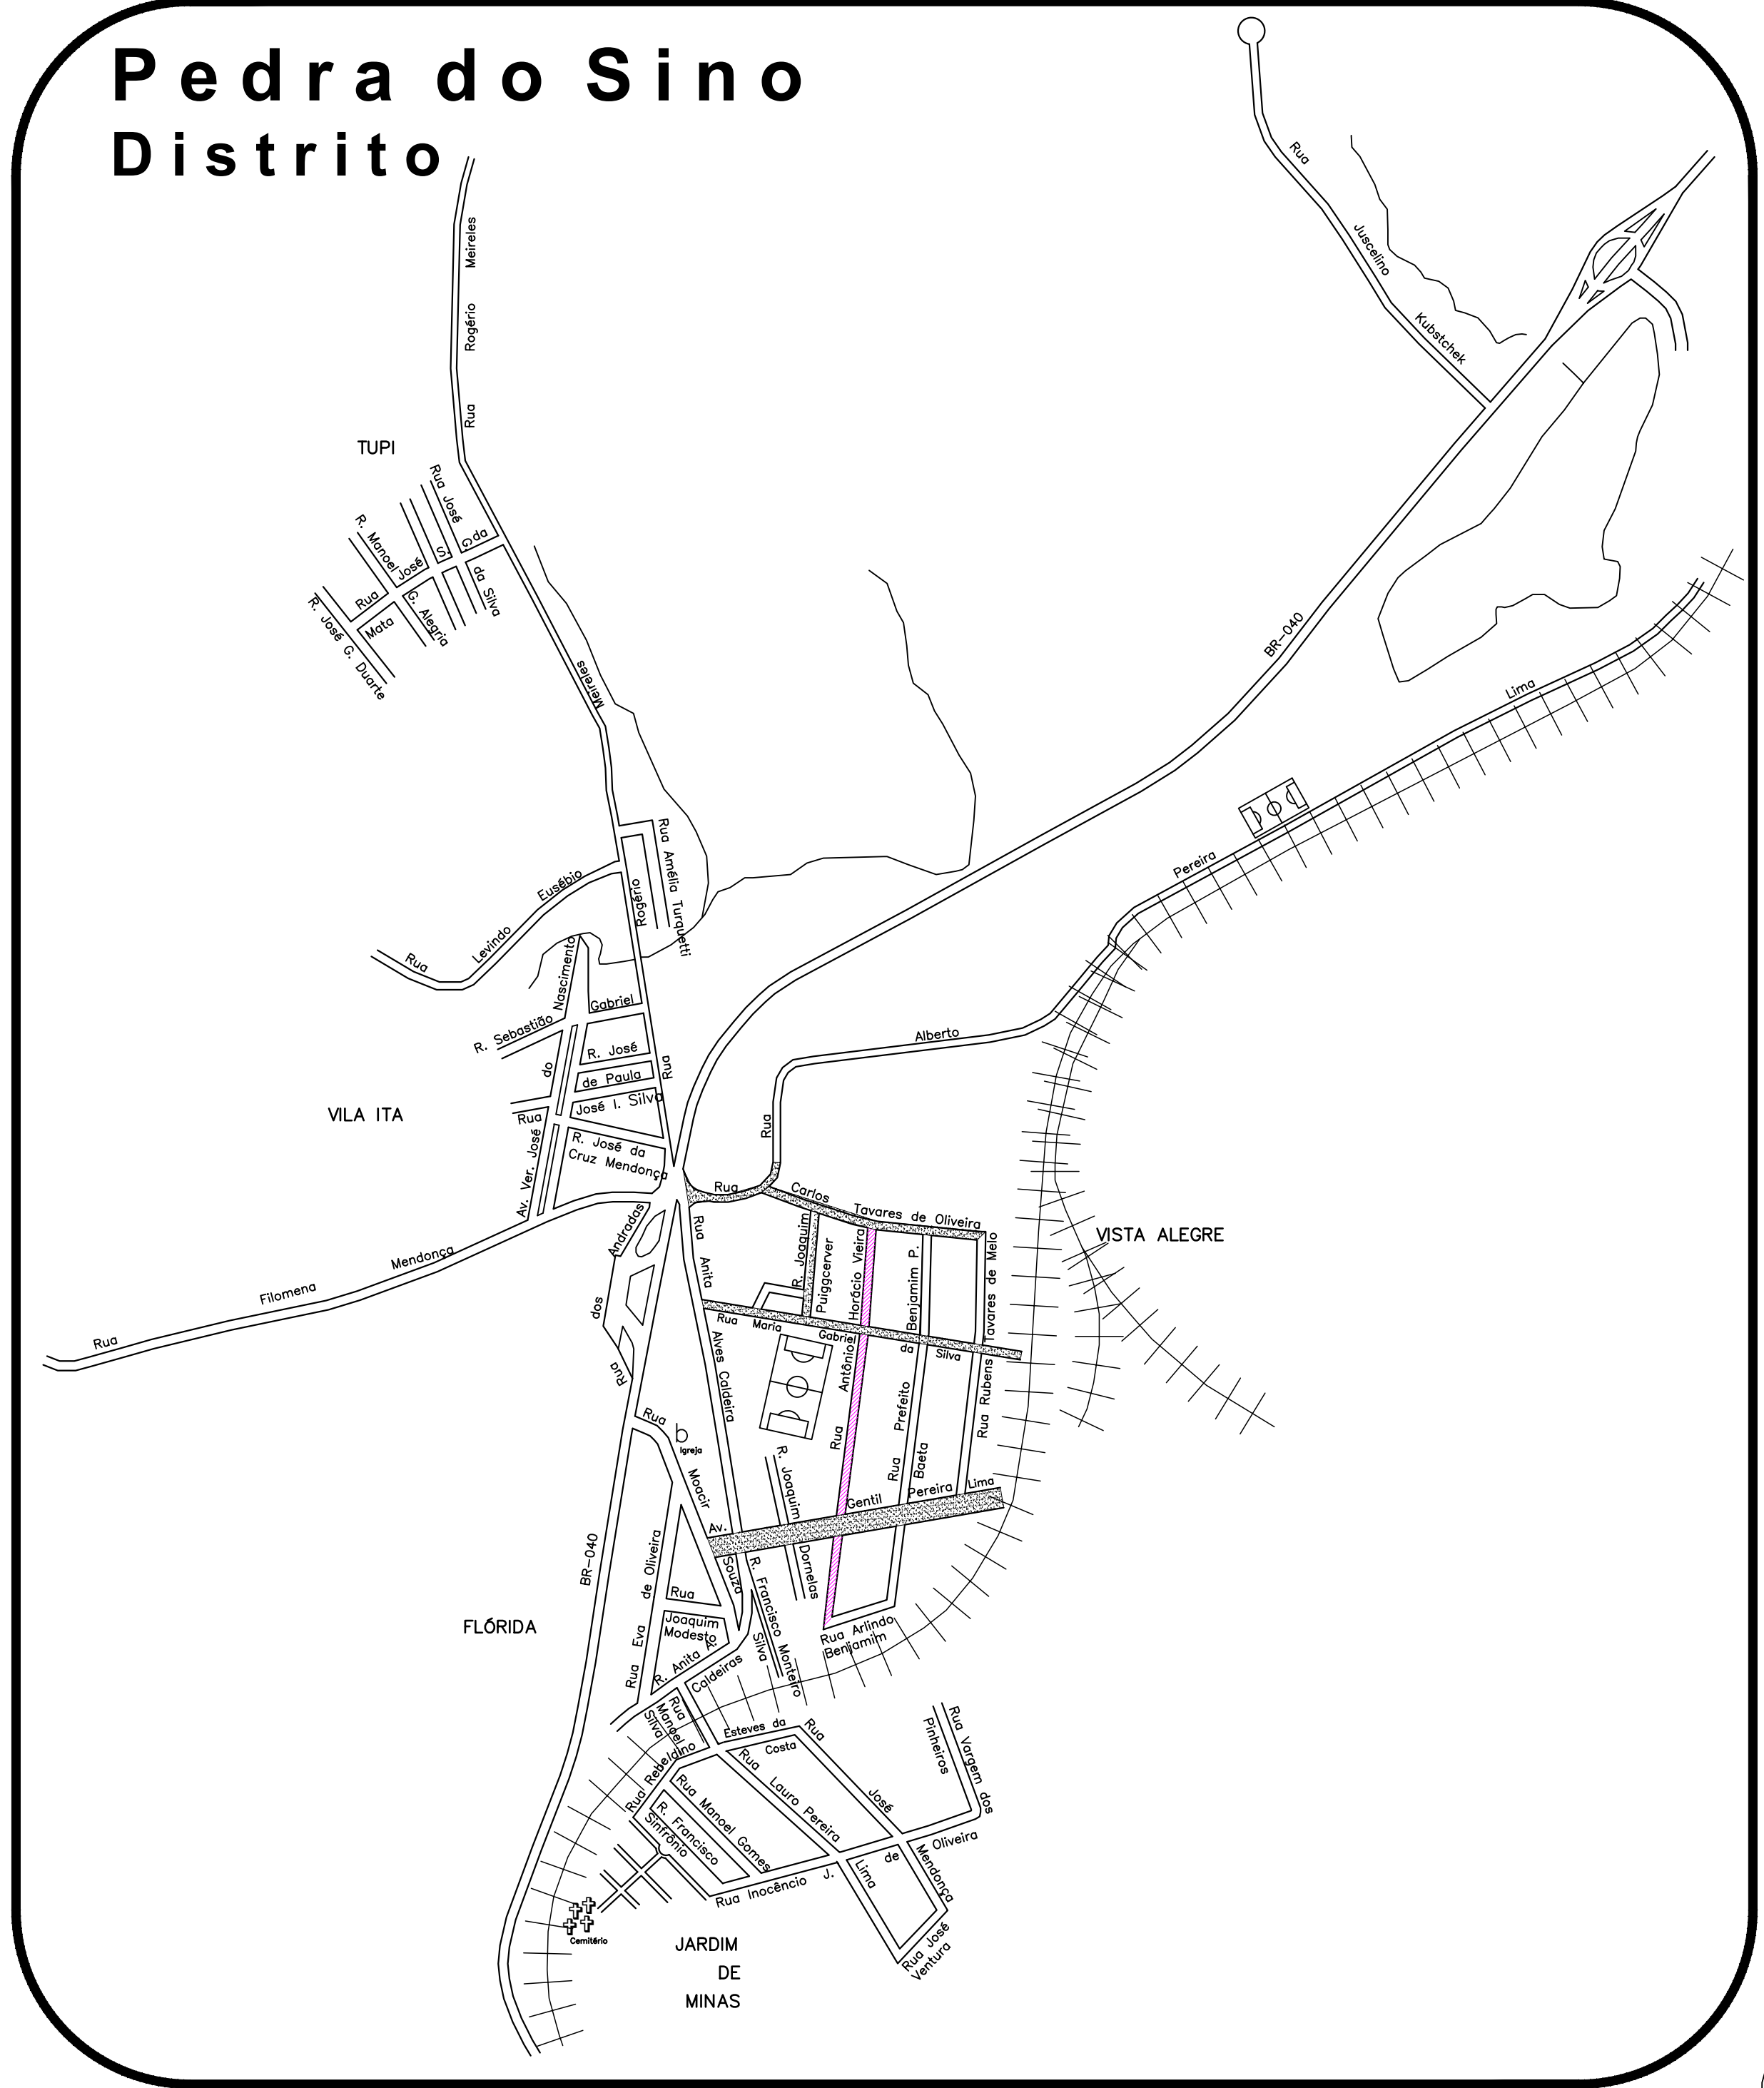 Pedra do Sino
Distrito
Rua
Juscelino
Kubstchek
Meireles
Rogério
Rua
TUPI
Rua José
da Silva
R. Manoel
G. Alegria
Rua
José
S.
G.
da
Mata
R. José G. Duarte
Meireles
BR-040
Lima
Pereira
Alberto
Rua
Rua Amélia Turquetti
Rogério
Rua
Eusébio
Levindo
Rua
Nascimento
Gabriel
R. Sebastião
do
R. José
de Paula
José I. Silva
Rua
VILA ITA
Av. Ver. José
R. José da
Cruz Mendonça
Rua
Carlos
Tavares de Oliveira
VISTA ALEGRE
Andradas
dos
Rua
Mendonça
Filomena
Rua
Rua
Anita
Alves Caldeira
R. Joaquim
Puiggcerver
Horácio Vieira
Antônio
Rua
Benjamim P.
Prefeito
Baeta
Rua
Tavares de Melo
Rua Rubens
Rua
Maria
Gabriel
da
Silva
Rua
Igreja
Moacir
Souza
R. Joaquim
Dornelas
Av.
Gentil
Pereira
Lima
BR-040
de Oliveira
Rua Eva
FLÓRIDA
Rua
Joaquim
Modesto
R. Anita A.
Caldeiras
R. Francisco Monteiro
Silva
Rua Arlindo
Benjamim
Rua
Manoel
Silva
Esteves da
Costa
Rua
José
Mendonça
Rua Rebeldino
Rua
Lauro Pereira
Lima
Rua Vargem dos
Pinheiros
Rua Manoel Gomes
R. Francisco
Sinfrônio
Rua Inocêncio
J.
de
Oliveira
Rua José
Ventura
Cemitério
JARDIM
DE
MINAS